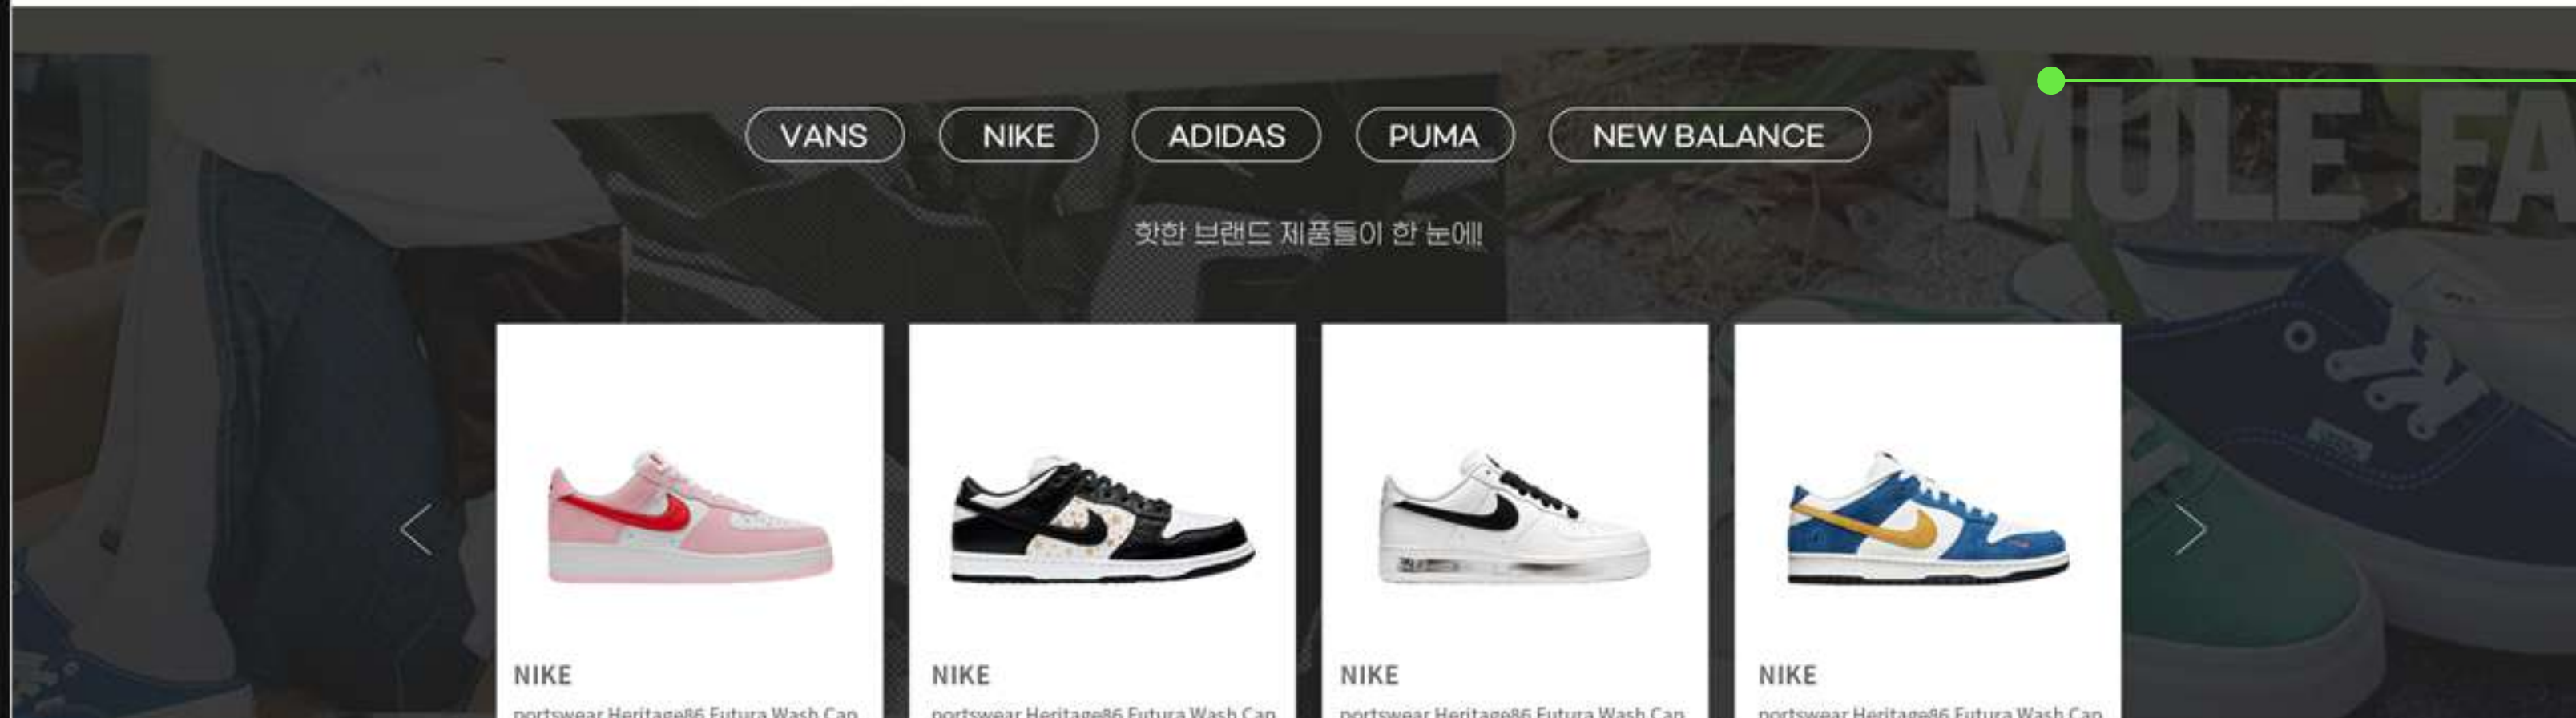 MULE FA
VANS
NIKE
ADIDAS
PUMA
NEW BALANCE
핫한 브랜드 제품들이 한 눈에!
NIKE
NIKE
NIKE
NIKE
portswear Heritage86 Futura Wash Cap
portswear Heritage86 Futura Wash Cap
portswear Heritage86 Futura Wash Cap
portswear Heritage86 Futura Wash Cap